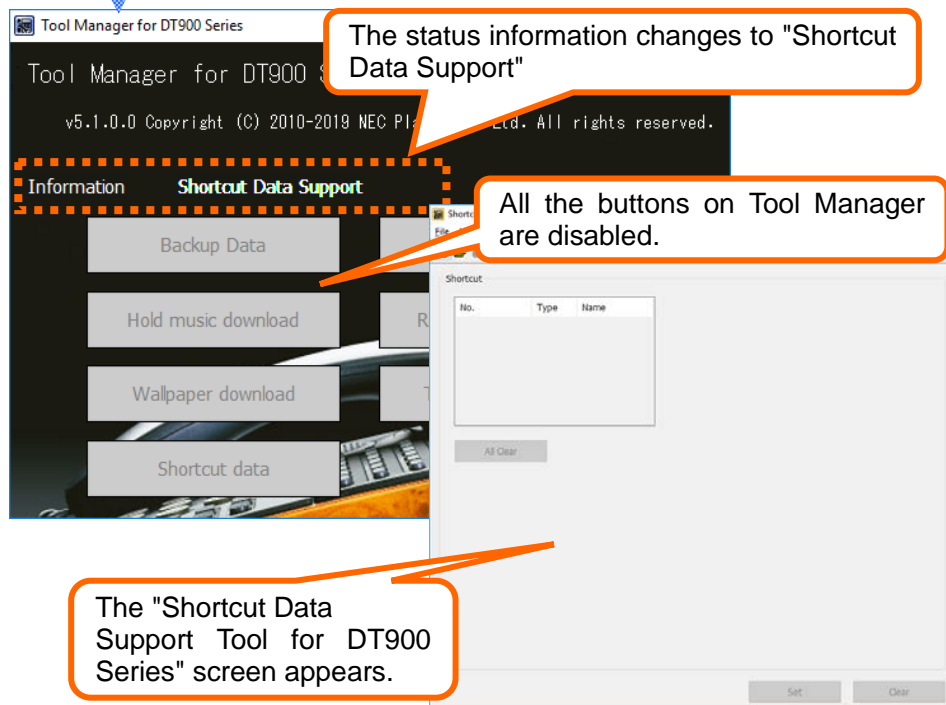 Tool Manager for DT900 Series
The status information changes to "Shortcut
Data Support"
Tool Manager for DT900
v5.1.0.0 Copyright (C) 2010-2019 NEC Ltd. All rights reserved.
Information Shortcut Data Support
All the buttons on Tool Manager
are disabled.
File
Backup Data
Shortcut
No. Type Name
Hold music download
Wallpaper download
All Clear
Shortcut data
The "Shortcut Data
Support Tool for DT900
Series" screen appears.
Set Clear